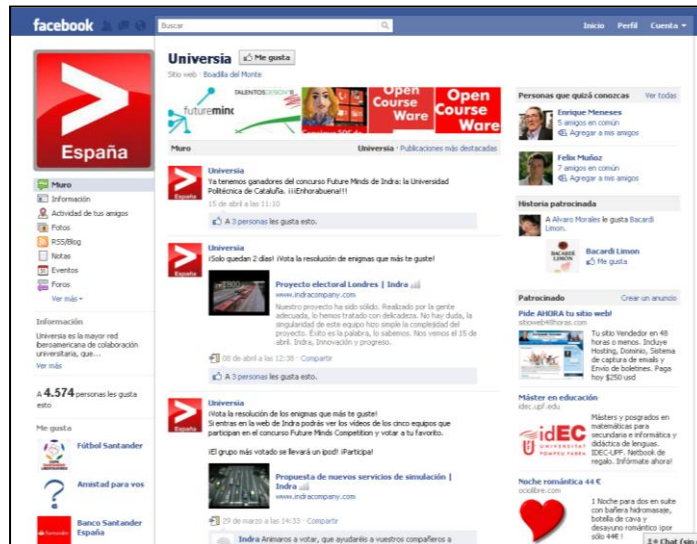 facebook
Buscar
Inicio Perfil Cuenta
España
Universia Me gusta
Sitio web · Boadilla del Monte
futuremind
TALENTOSDESIGN'11
Open Course Ware
Open Course Ware
Muro Universia · Publicaciones más destacadas
Universia
Ya tenemos ganadores del concurso Future Minds de Indra: la Universidad
Politécnica de Cataluña. ¡¡¡Enhorabuena!!!
15 de abril a las 11:10
A 3 personas les gusta esto.
Universia
¡Solo quedan 2 días! ¡Vota la resolución de enigmas que más te guste!
Proyecto electoral Londres | Indra
www.indracompany.com
Nuestro proyecto ha sido sólido. Realizado por la gente
adecuada, lo hemos tratado con delicadeza. No hay duda, la
singularidad de este equipo hizo simple la complejidad del
proyecto. Éxito es la palabra, lo sabemos. Nos vemos el 15 de
abril. Indra, Innovación y progreso.
08 de abril a las 12:38 · Compartir
A 3 personas les gusta esto.
Universia
¡Vota la resolución de los enigmas que más te guste!
Si entras en la web de Indra podrás ver los vídeos de los cinco equipos que
participan en el concurso Future Minds Competition y votar a tu favorito.
¡El grupo más votado se llevará un ipod! ¡Participa!
Propuesta de nuevos servicios de simulación |
Indra
www.indracompany.com
29 de marzo a las 14:33 · Compartir
Indra Animaros a votar, que ayudaréis a vuestros compañeros a
Muro
Información
Actividad de tus amigos
Fotos
RSS/Blog
Notas
Eventos
Foros
Ver más
Información
Universia es la mayor red
iberoamericana de colaboración
universitaria, que...
Ver más
A 4.574 personas les gusta
esto
Me gusta
Fútbol Santander
Amistad para vos
Banco Santander
España
Personas que quizá conozcas Ver todas
Enrique Meneses
5 amigos en común
Agregar a mis amigos
Felix Muñoz
7 amigos en común
Agregar a mis amigos
Historia patrocinada
A Alvaro Morales le gusta Bacardi
Limon.
Bacardi Limon
Me gusta
Patrocinado Crear un anuncio
Pide AHORA tu sitio web!
sitioweb48horas.com
Tu sitio Vendedor en 48
horas o menos. Incluye
Hosting, Dominio, Sistema
de captura de emails y
Envío de boletines. Paga
hoy $250 usd
Máster en educación
idec.upf.edu
idEC
UNIVERSITAT
POMPEU FABRA
Másters y posgrados en
matemáticas para
secundaria e informática y
didáctica de lenguas.
IDEC-UPF. Netbook de
regalo. Infórmate ahora!
Noche romántica 44 €
ociolibre.com
1 Noche para dos en suite
con bañera hidromasaje,
botella de cava y
desayuno romántico ¡por
sólo 44€ !
Chat